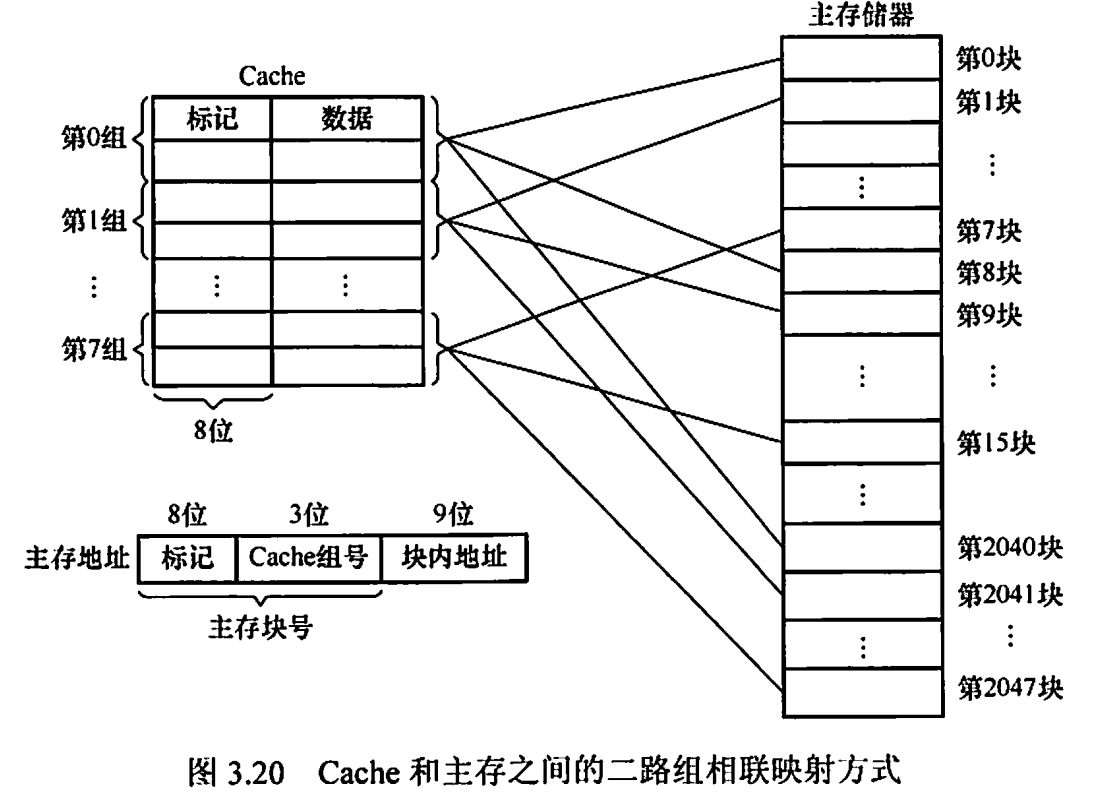 主存储器
Cache
标记 数据
第0组
第1组
⋮ ⋮ ⋮
第7组
8位
第0块
第1块
⋮ ⋮
第7块
第8块
第9块
⋮ ⋮
第15块
⋮
第2040块
第2041块
⋮ ⋮
第2047块
8位 3位 9位
主存地址 标记 Cache组号 块内地址
主存块号
图 3.20 Cache 和主存之间的二路组相联映射方式